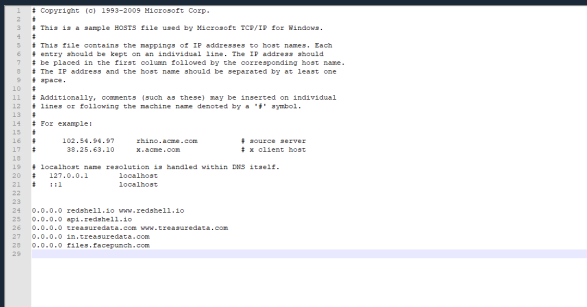 1 # Copyright (c) 1993-2009 Microsoft Corp.
2 #
3 # This is a sample HOSTS file used by Microsoft TCP/IP for Windows.
4 #
5 # This file contains the mappings of IP addresses to host names. Each
6 # entry should be kept on an individual line. The IP address should
7 # be placed in the first column followed by the corresponding host name.
8 # The IP address and the host name should be separated by at least one
9 # space.
10 #
11 # Additionally, comments (such as these) may be inserted on individual
12 # lines or following the machine name denoted by a '#' symbol.
13 #
14 # For example:
15 #
16 #      102.54.94.97     rhino.acme.com          # source server
17 #       38.25.63.10     x.acme.com              # x client host
18
19 # localhost name resolution is handled within DNS itself.
20 #   127.0.0.1       localhost
21 #   ::1             localhost
22
23
24 0.0.0.0 redshell.io www.redshell.io
25 0.0.0.0 api.redshell.io
26 0.0.0.0 treasuredata.com www.treasuredata.com
27 0.0.0.0 in.treasuredata.com
28 0.0.0.0 files.facepunch.com
29